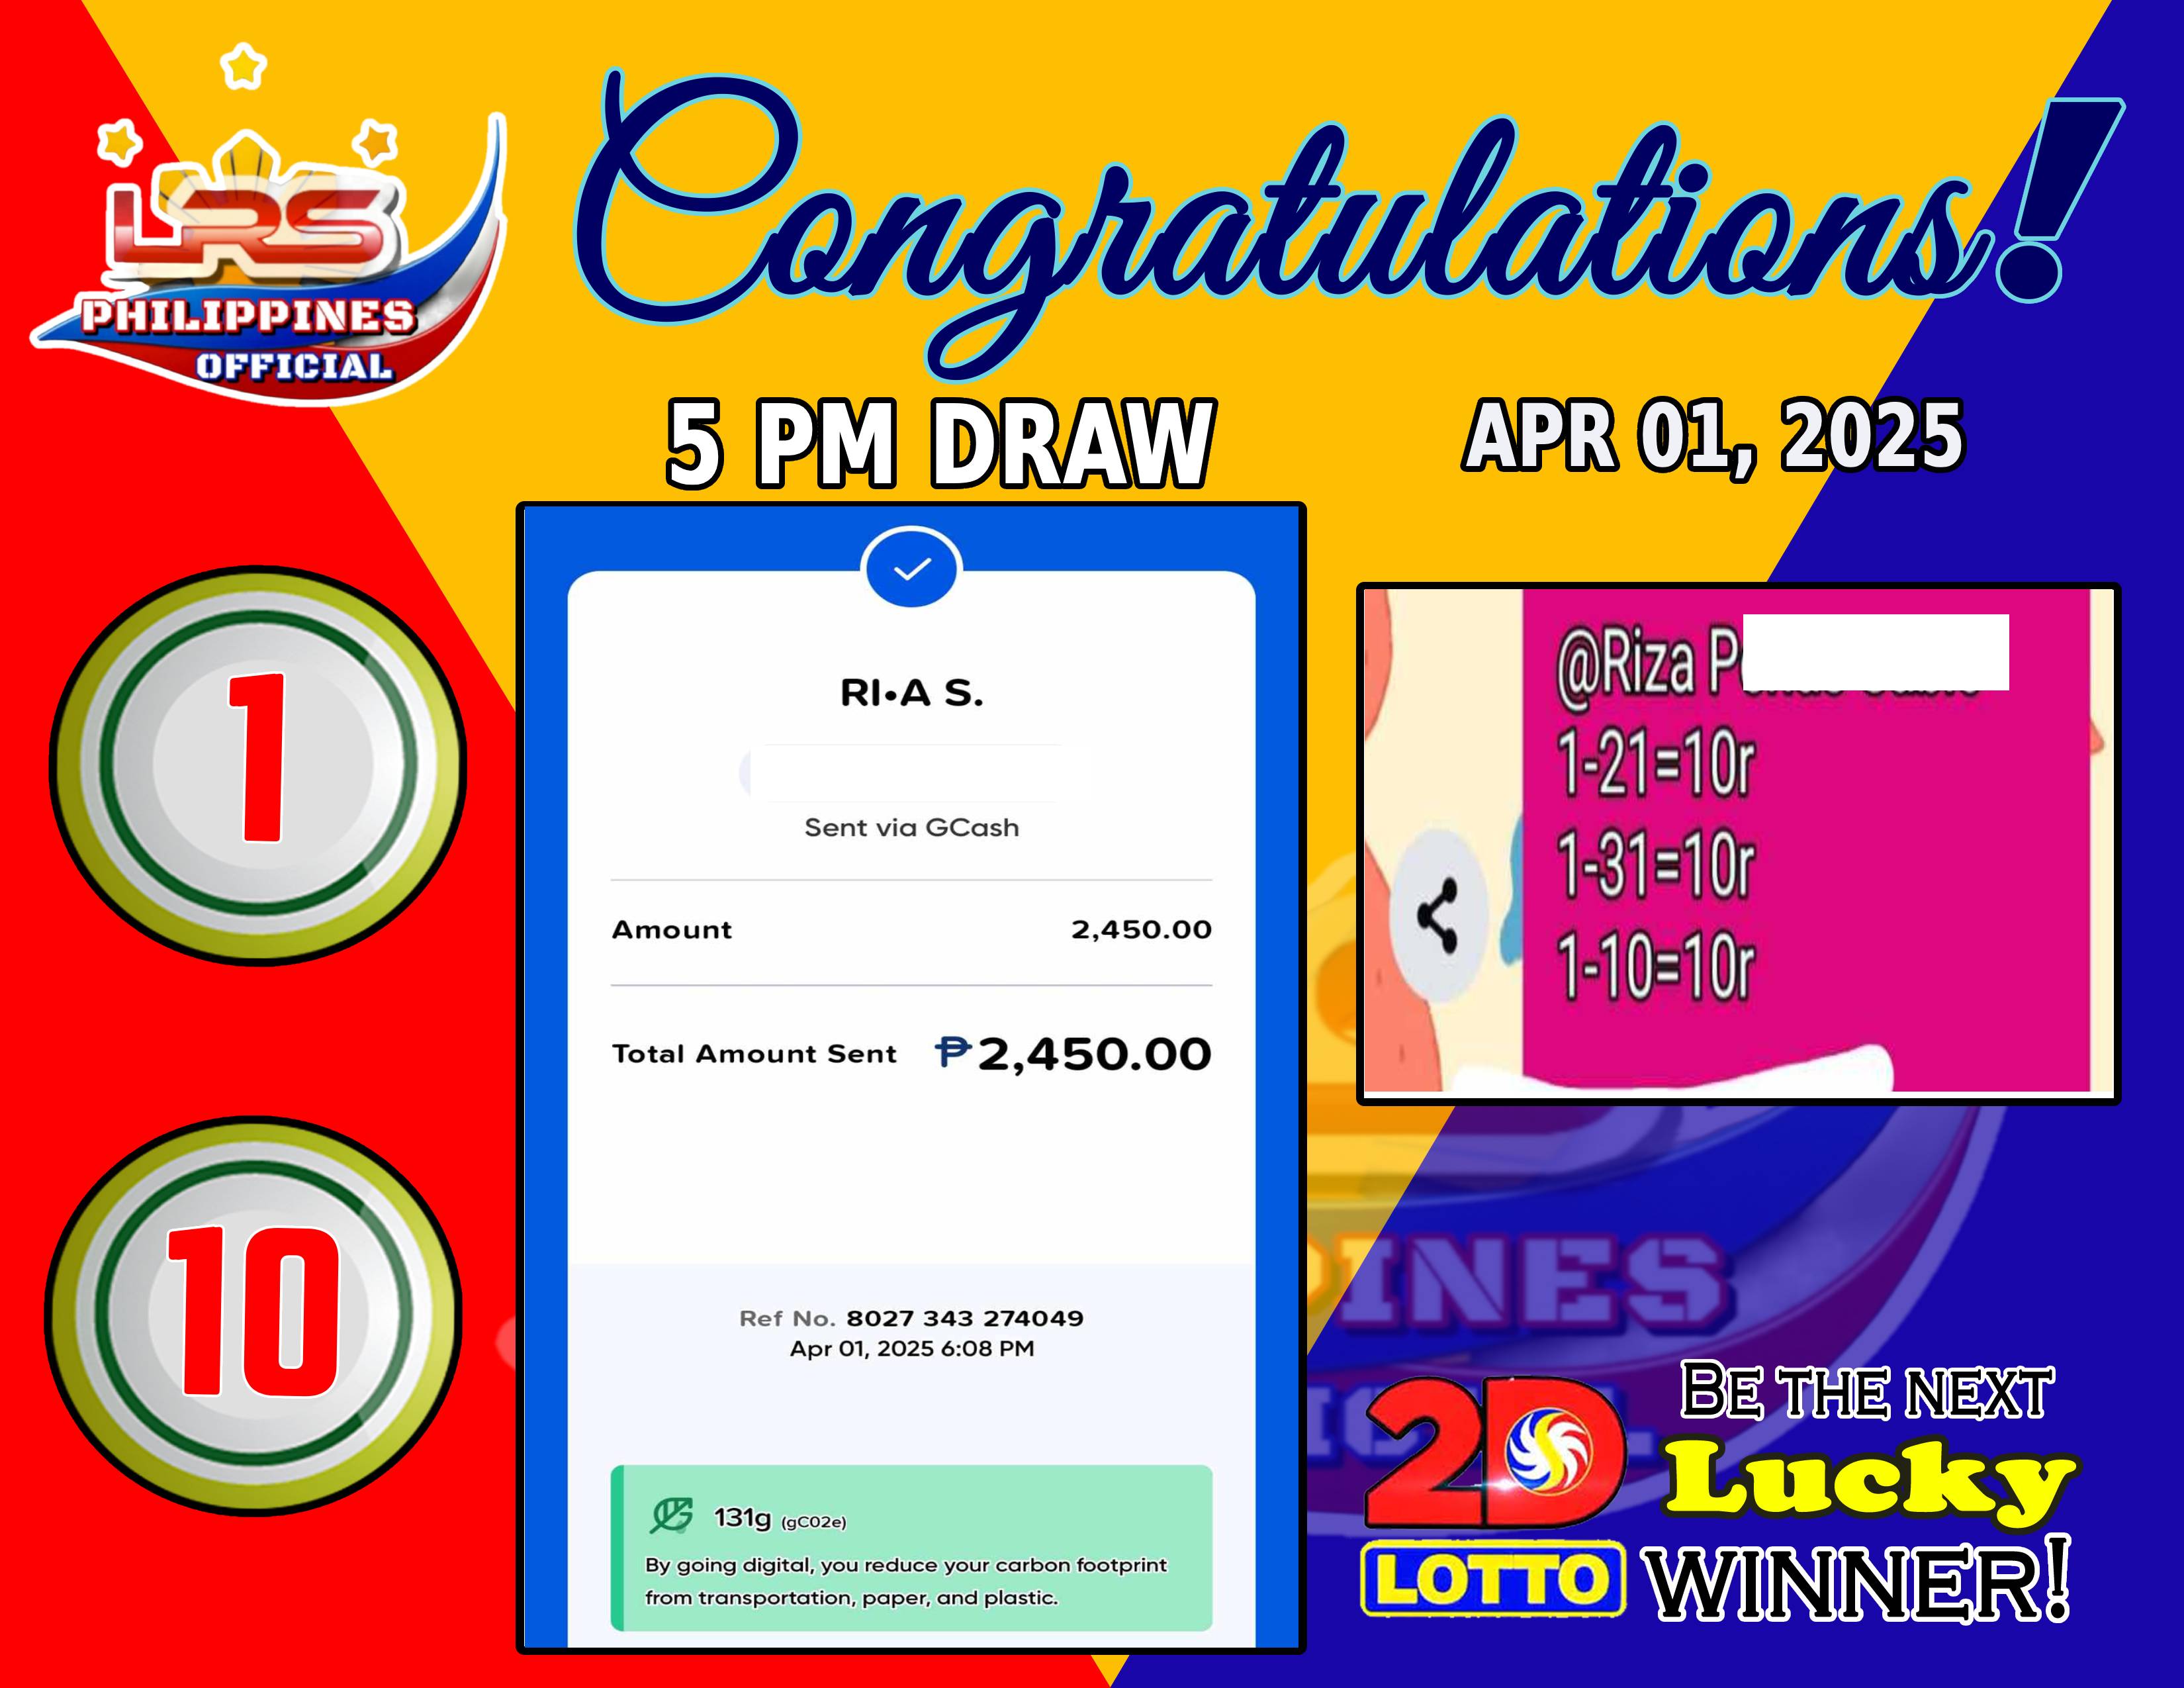 LRS
PHILIPPINES
OFFICIAL
Congratulations!
5 PM DRAW
APR 01, 2025
1
10
RI•A S.
Sent via GCash
Amount 2,450.00
Total Amount Sent ₱2,450.00
Ref No. 8027 343 274049
Apr 01, 2025 6:08 PM
131g (gC02e)
By going digital, you reduce your carbon footprint
from transportation, paper, and plastic.
@Riza P
1-21=10r
1-31=10r
1-10=10r
PINES
2D
LOTTO
BE THE NEXT
Lucky
WINNER!